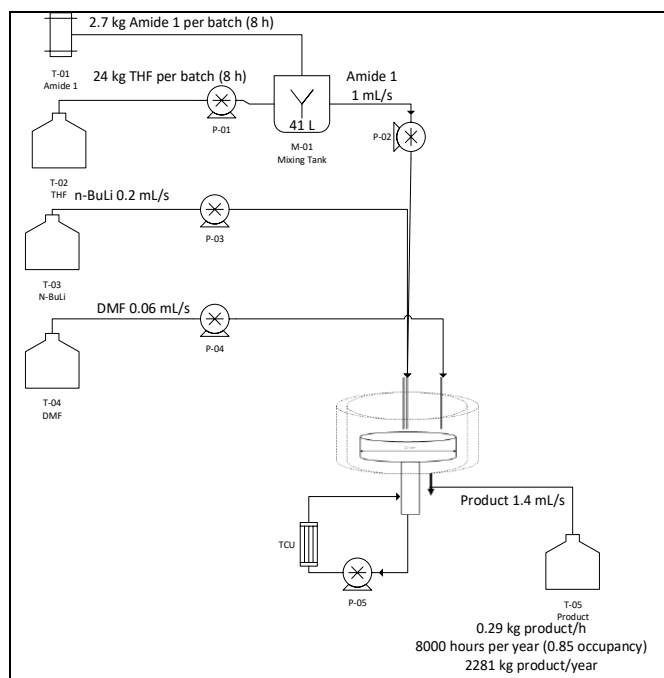 2.7 kg Amide 1 per batch (8 h)
T-01
Amide 1
24 kg THF per batch (8 h)
P-01
41 L
M-01
Mixing Tank
Amide 1
1 mL/s
P-02
T-02
THF
n-BuLi 0.2 mL/s
P-03
T-03
N-BuLi
DMF 0.06 mL/s
P-04
T-04
DMF
Product 1.4 mL/s
TCU
P-05
T-05
Product
0.29 kg product/h
8000 hours per year (0.85 occupancy)
2281 kg product/year